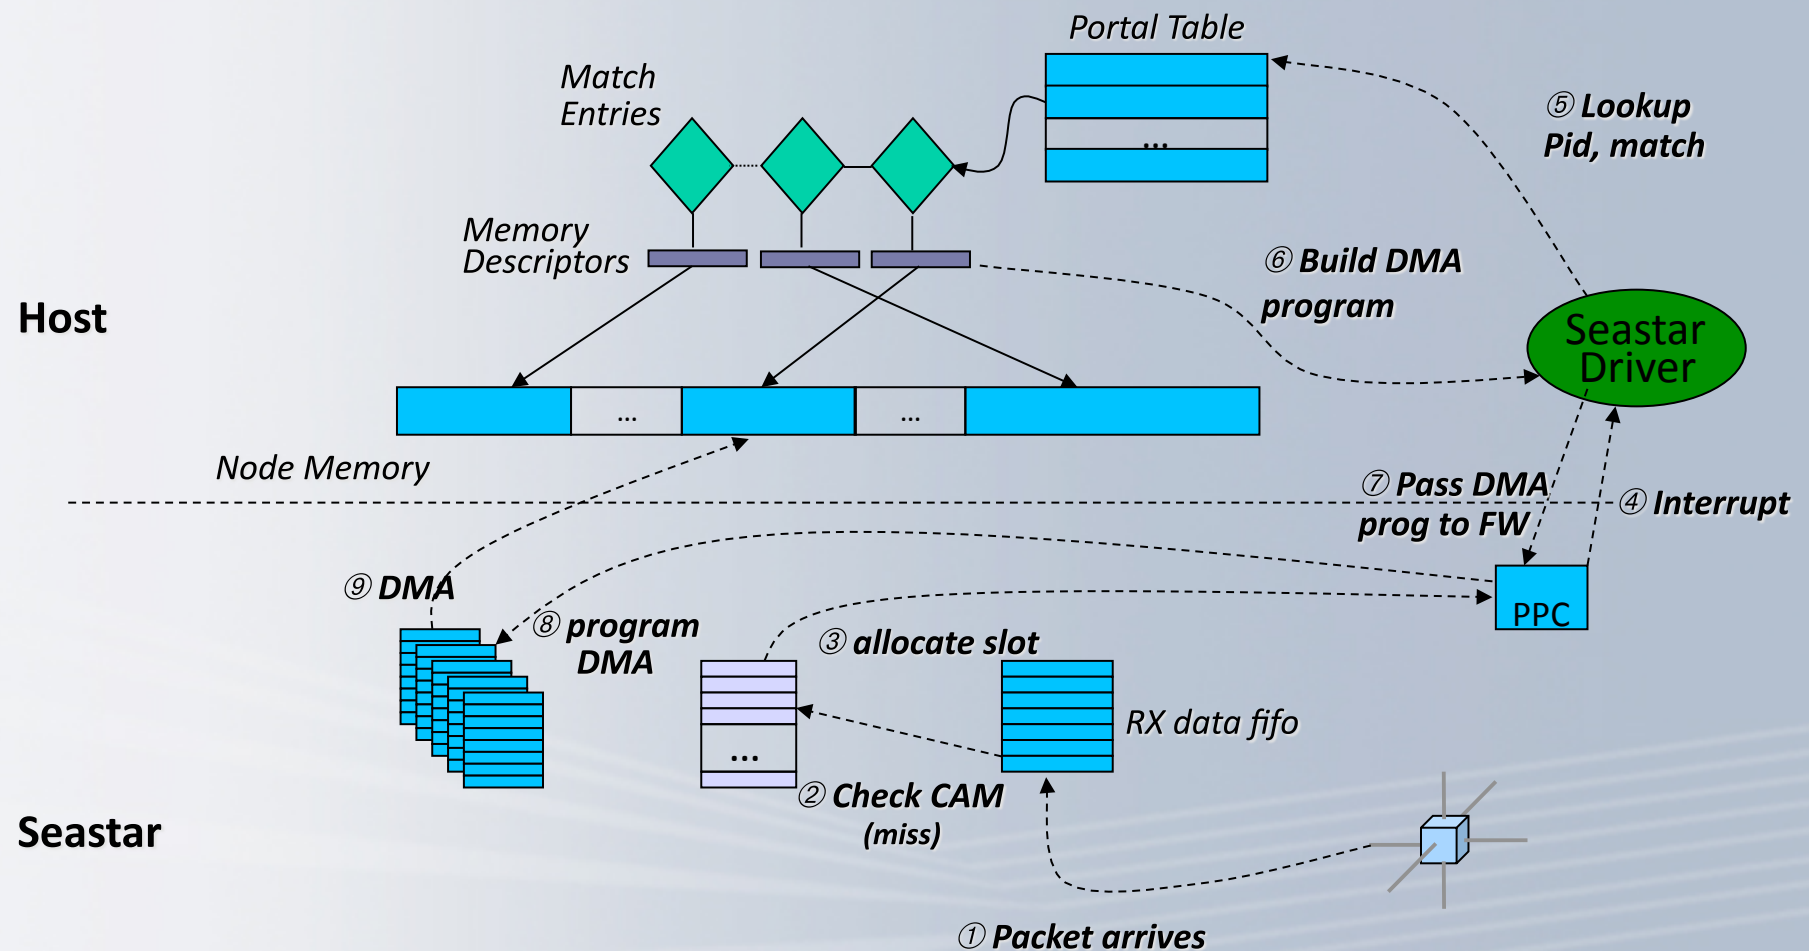 Portal Table
Match
Entries
⑤ Lookup
Pid, match
...
Memory
Descriptors
⑥ Build DMA
program
Host
Seastar
Driver
...
...
Node Memory
⑦ Pass DMA
prog to FW
④ Interrupt
⑨ DMA
PPC
⑧ program
DMA
③ allocate slot
RX data fifo
...
② Check CAM
(miss)
Seastar
① Packet arrives